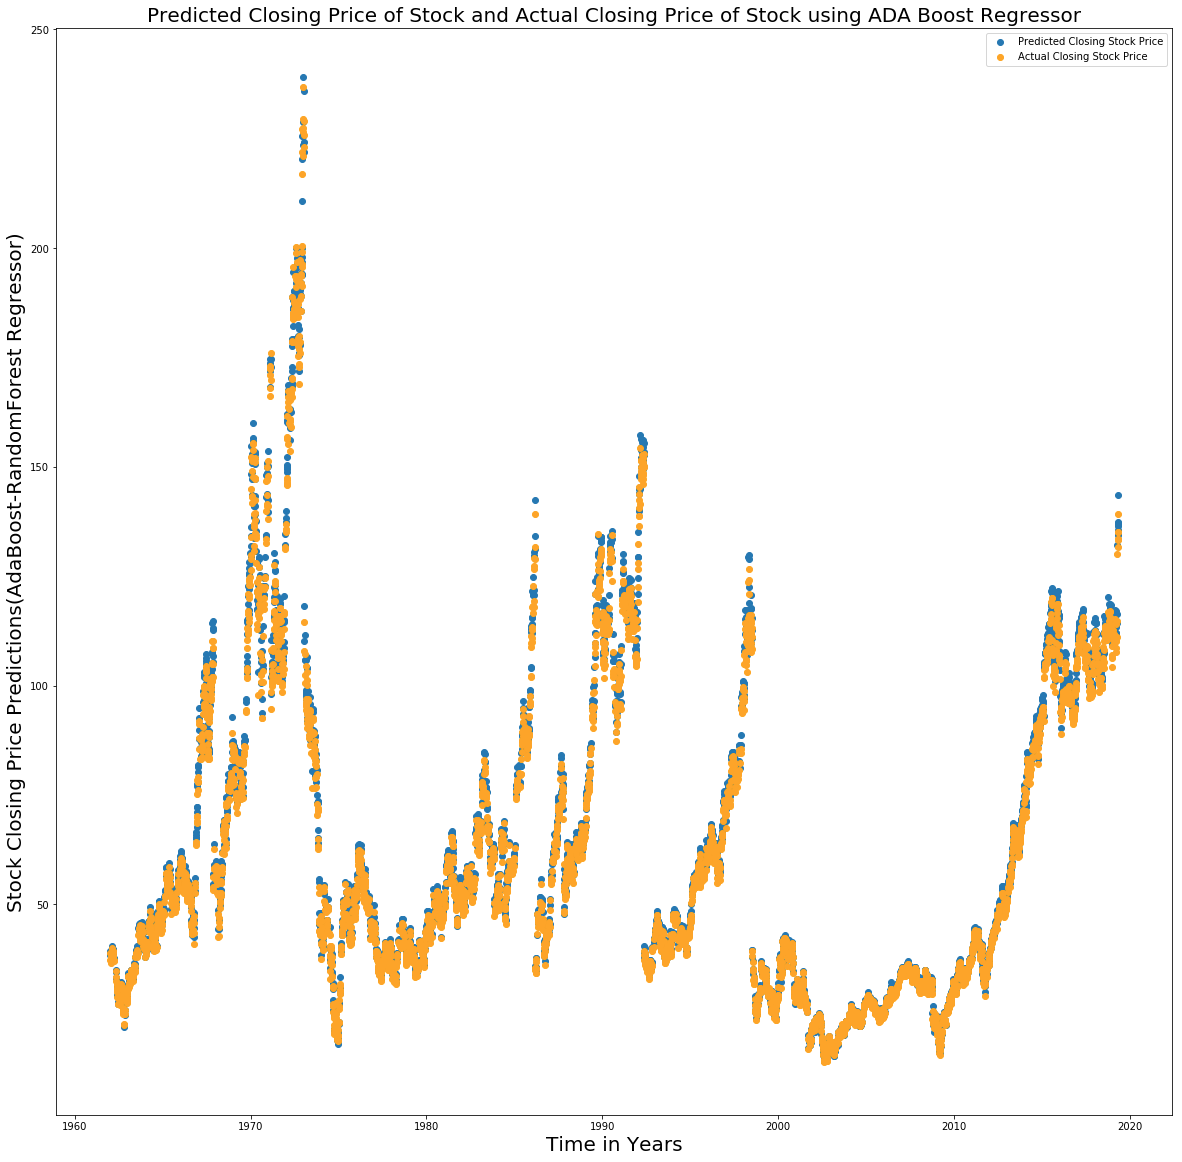 Predicted Closing Price of Stock and Actual Closing Price of Stock using ADA Boost Regressor
Predicted Closing Stock Price
Actual Closing Stock Price
Stock Closing Price Predictions(AdaBoost-RandomForest Regressor)
250
200
150
100
50
1960 1970 1980 1990 2000 2010 2020
Time in Years